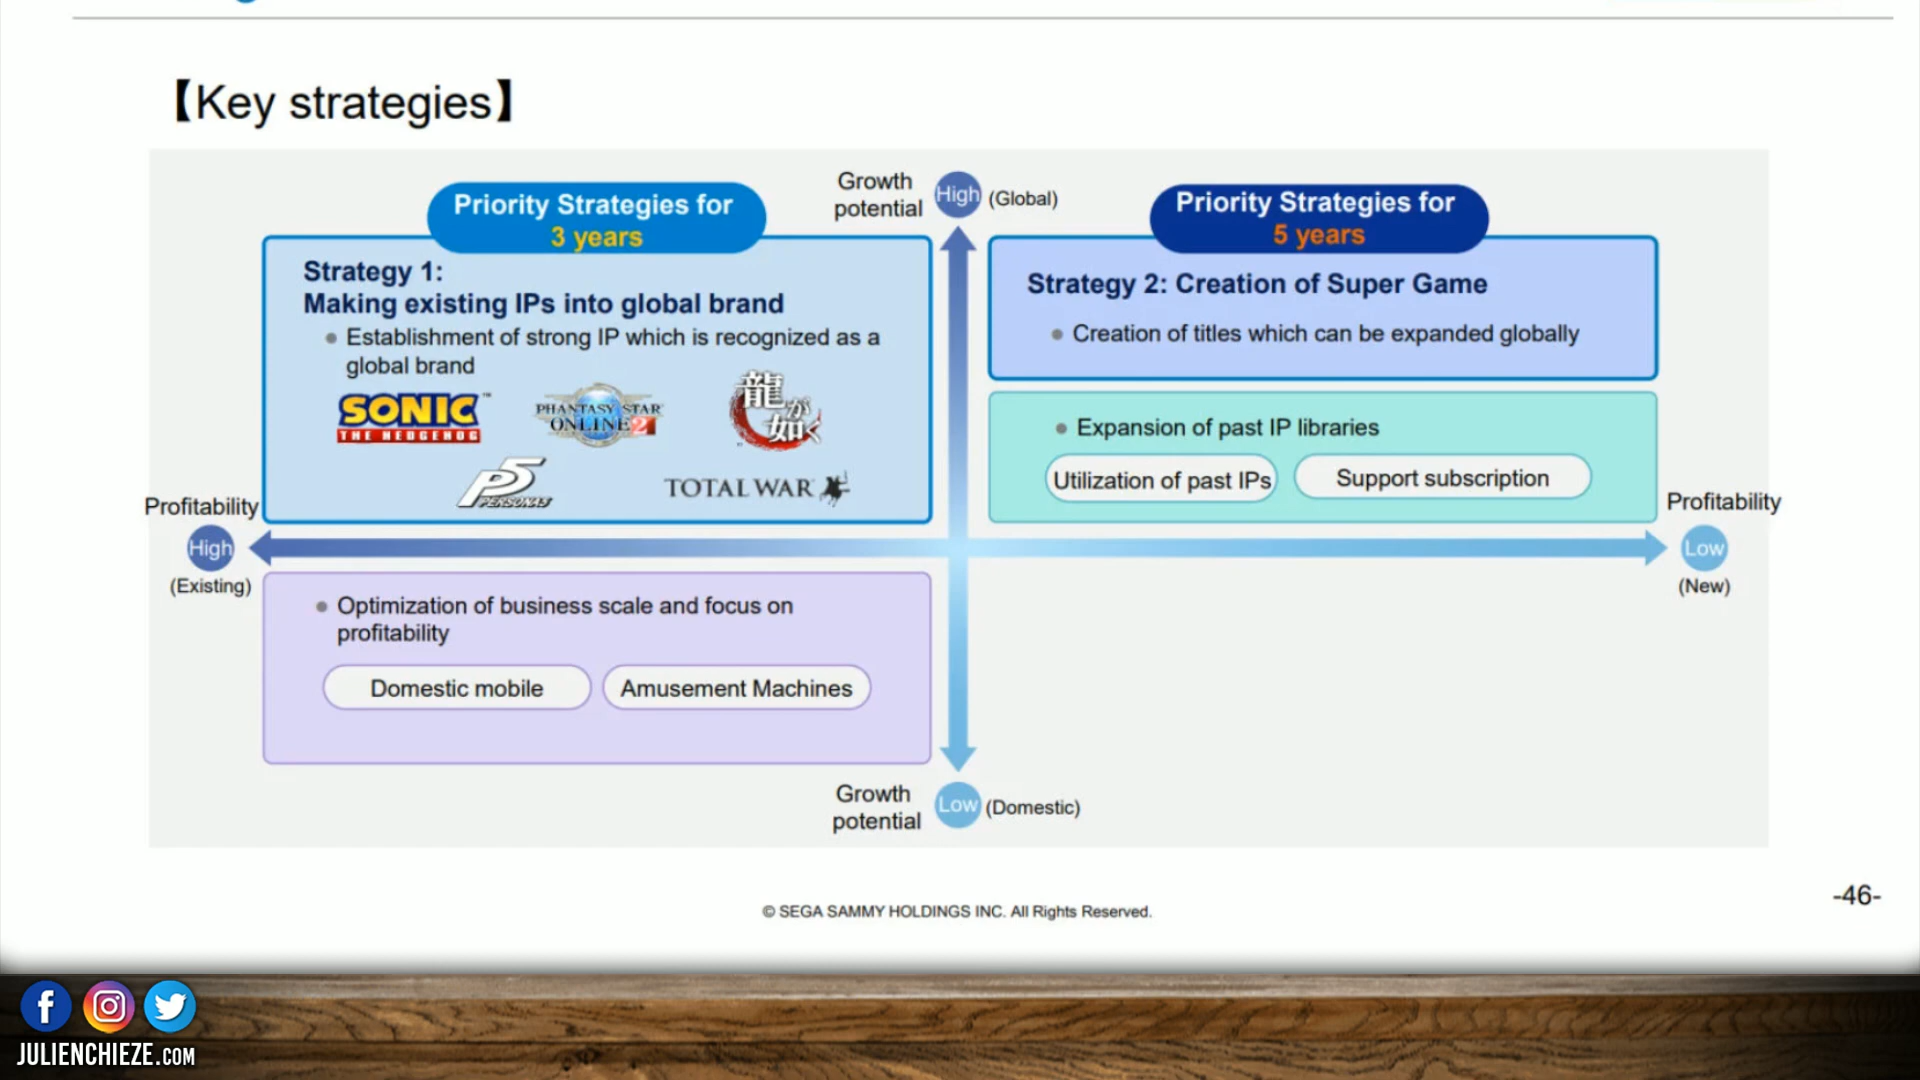 【Key strategies】
Growth
potential
High
(Global)
Priority Strategies for
3 years
Strategy 1:
Making existing IPs into global brand
Establishment of strong IP which is recognized as a
global brand
SONIC™
THE HEDGEHOG
PHANTASY STAR
ONLINE 2
龍が如く
P5
PERSONA5
TOTAL WAR
Priority Strategies for
5 years
Strategy 2: Creation of Super Game
Creation of titles which can be expanded globally
Expansion of past IP libraries
Utilization of past IPs
Support subscription
Profitability
High
(Existing)
Profitability
Low
(New)
Optimization of business scale and focus on
profitability
Domestic mobile
Amusement Machines
Growth
potential
Low
(Domestic)
© SEGA SAMMY HOLDINGS INC. All Rights Reserved.
-46-
JULIENCHIEZE.COM